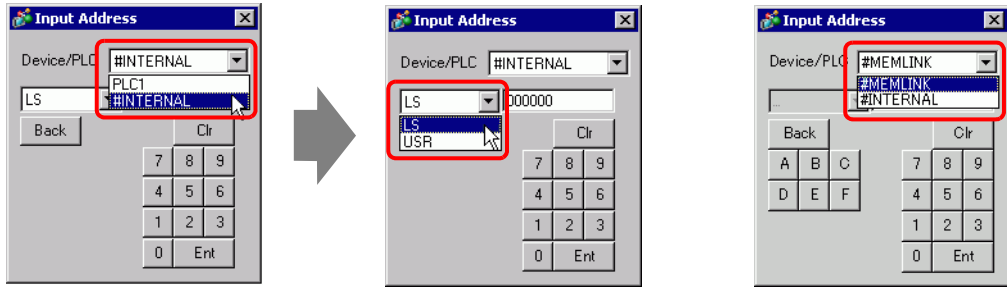 Input Address
Device/PLC #INTERNAL
PLC1
LS #INTERNAL
Back Clr
7 8 9
4 5 6
1 2 3
0 Ent
Input Address
Device/PLC #INTERNAL
LS 000000
LS
USR Clr
7 8 9
4 5 6
1 2 3
0 Ent
Input Address
Device/PLC #MEMLINK
#MEMLINK
... #INTERNAL
Back Clr
A B C 7 8 9
D E F 4 5 6
1 2 3
0 Ent